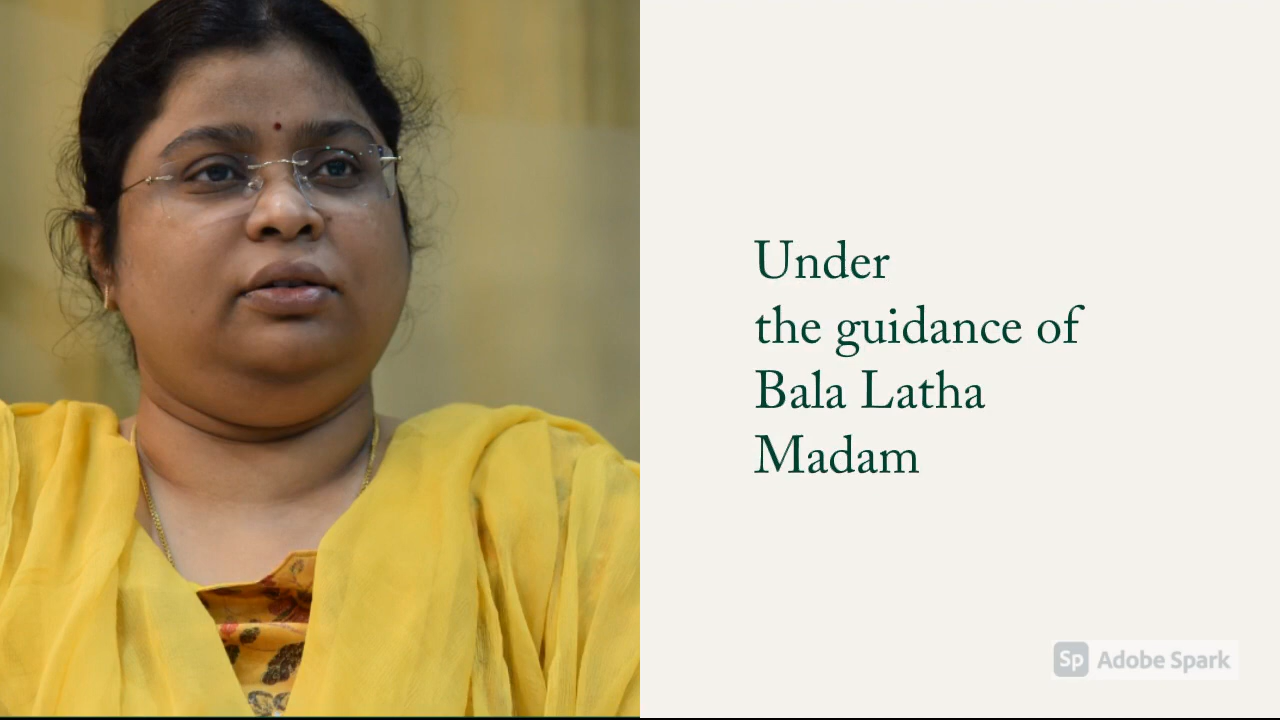 Under
the guidance of
Bala Latha
Madam
Sp Adobe Spark